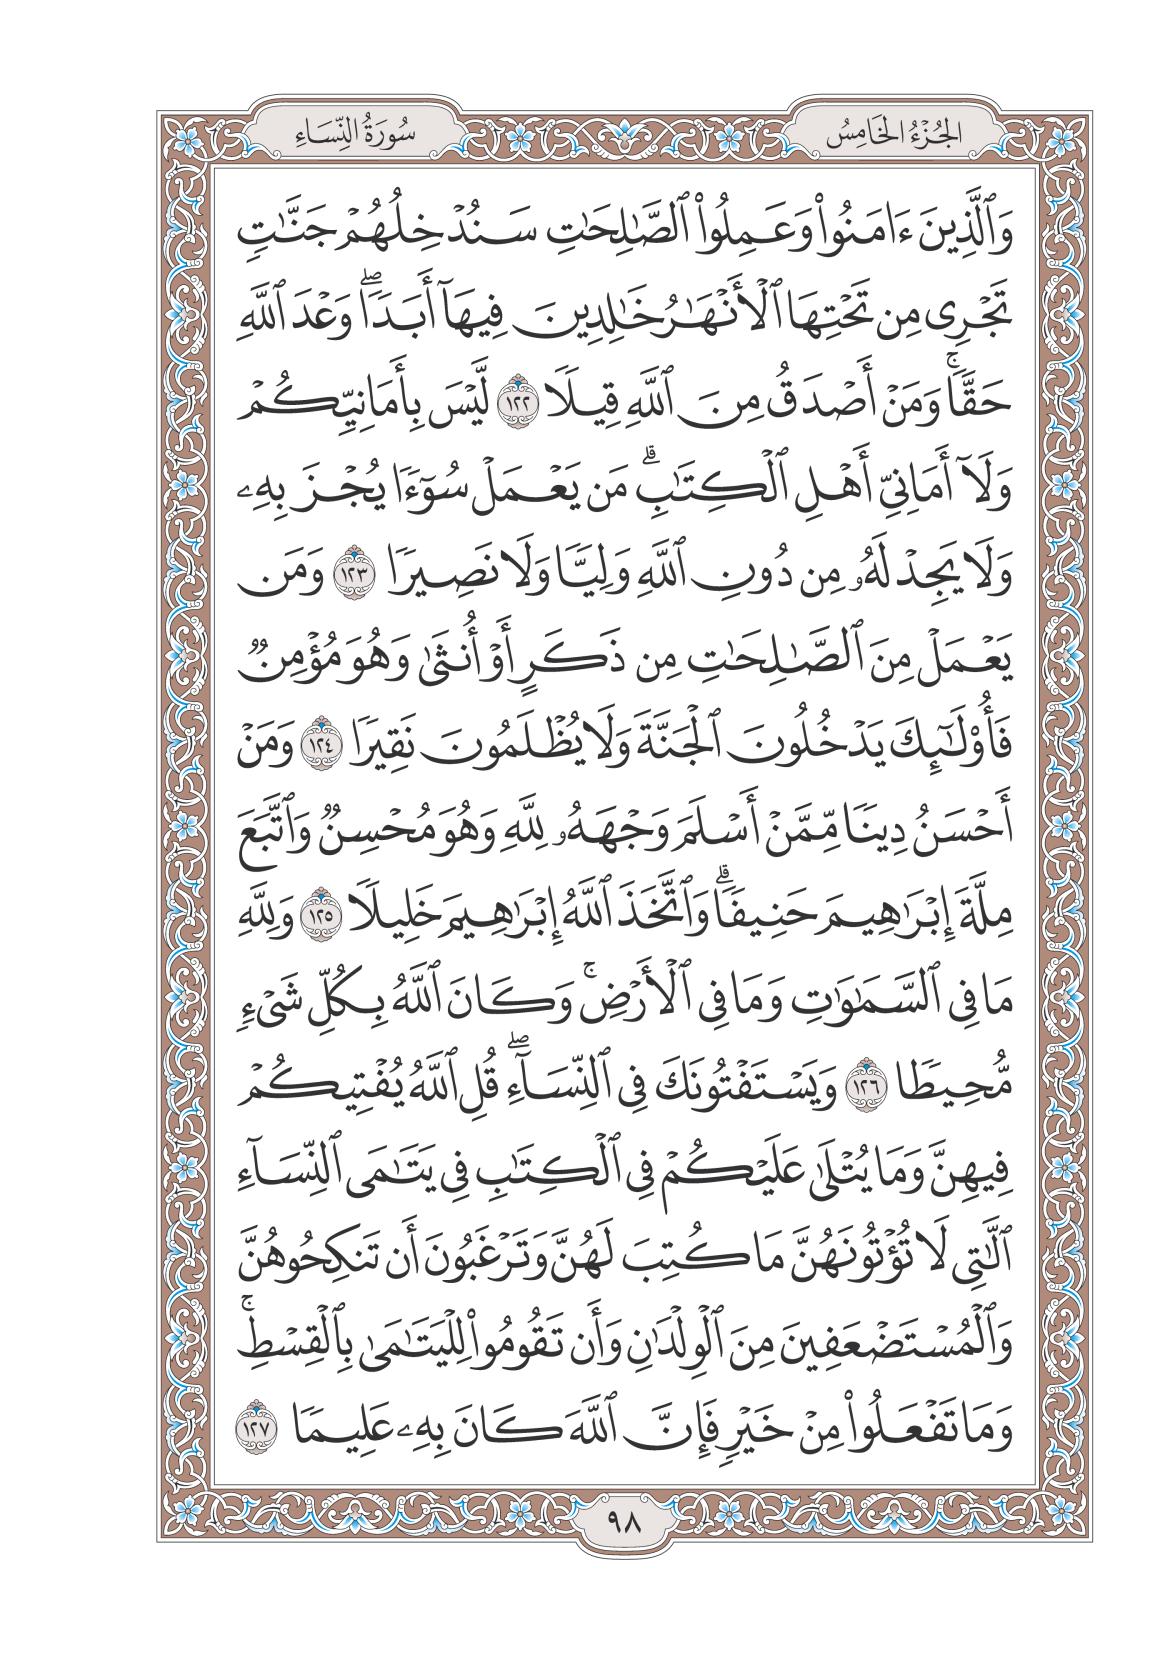 الجُزْءُ الخَامِسُ
سُورَةُ النِّسَاءِ
وَٱلَّذِينَ ءَامَنُوا۟ وَعَمِلُوا۟ ٱلصَّـٰلِحَـٰتِ سَنُدْخِلُهُمْ جَنَّـٰتٍ
تَجْرِى مِن تَحْتِهَا ٱلْأَنْهَـٰرُ خَـٰلِدِينَ فِيهَآ أَبَدًا ۖ وَعْدَ ٱللَّهِ
حَقًّا ۚ وَمَنْ أَصْدَقُ مِنَ ٱللَّهِ قِيلًا ١٢٢ لَّيْسَ بِأَمَانِيِّكُمْ
وَلَآ أَمَانِىِّ أَهْلِ ٱلْكِتَـٰبِ ۗ مَن يَعْمَلْ سُوٓءًا يُجْزَ بِهِۦ
وَلَا يَجِدْ لَهُۥ مِن دُونِ ٱللَّهِ وَلِيًّا وَلَا نَصِيرًا ١٢٣ وَمَن
يَعْمَلْ مِنَ ٱلصَّـٰلِحَـٰتِ مِن ذَكَرٍ أَوْ أُنثَىٰ وَهُوَ مُؤْمِنٌ
فَأُو۟لَـٰٓئِكَ يَدْخُلُونَ ٱلْجَنَّةَ وَلَا يُظْلَمُونَ نَقِيرًا ١٢٤ وَمَنْ
أَحْسَنُ دِينًا مِّمَّنْ أَسْلَمَ وَجْهَهُۥ لِلَّهِ وَهُوَ مُحْسِنٌ وَٱتَّبَعَ
مِلَّةَ إِبْرَٰهِيمَ حَنِيفًا ۗ وَٱتَّخَذَ ٱللَّهُ إِبْرَٰهِيمَ خَلِيلًا ١٢٥ وَلِلَّهِ
مَا فِى ٱلسَّمَـٰوَٰتِ وَمَا فِى ٱلْأَرْضِ ۚ وَكَانَ ٱللَّهُ بِكُلِّ شَىْءٍ
مُّحِيطًا ١٢٦ وَيَسْتَفْتُونَكَ فِى ٱلنِّسَآءِ ۖ قُلِ ٱللَّهُ يُفْتِيكُمْ
فِيهِنَّ وَمَا يُتْلَىٰ عَلَيْكُمْ فِى ٱلْكِتَـٰبِ فِى يَتَـٰمَى ٱلنِّسَآءِ
ٱلَّـٰتِى لَا تُؤْتُونَهُنَّ مَا كُتِبَ لَهُنَّ وَتَرْغَبُونَ أَن تَنكِحُوهُنَّ
وَٱلْمُسْتَضْعَفِينَ مِنَ ٱلْوِلْدَٰنِ وَأَن تَقُومُوا۟ لِلْيَتَـٰمَىٰ بِٱلْقِسْطِ ۚ
وَمَا تَفْعَلُوا۟ مِنْ خَيْرٍ فَإِنَّ ٱللَّهَ كَانَ بِهِۦ عَلِيمًا ١٢٧
٩٨